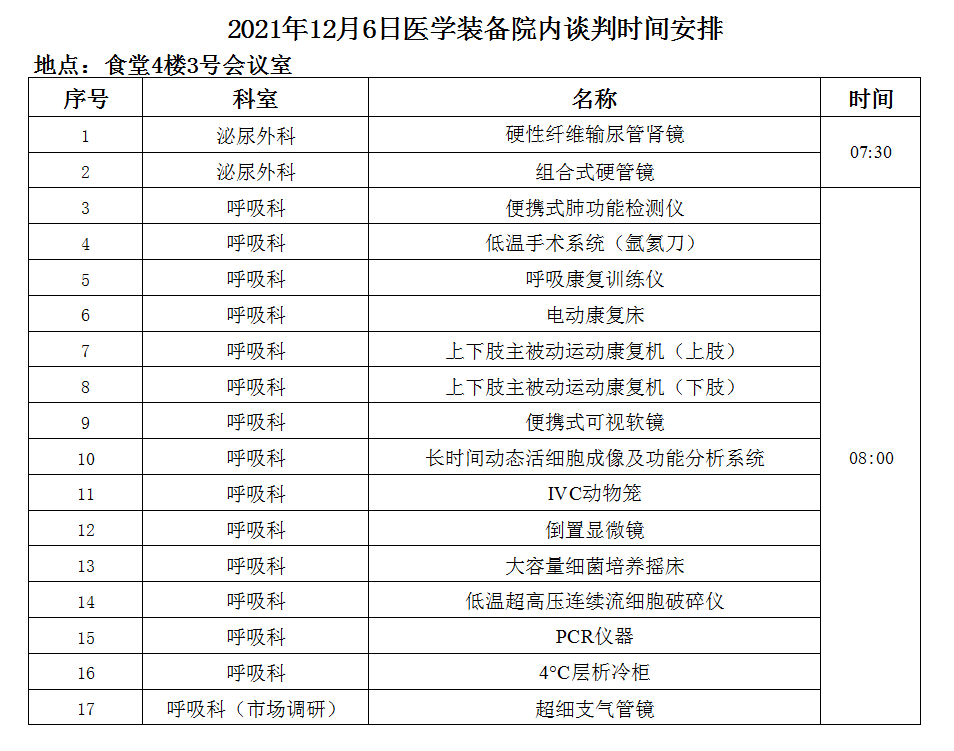 2021年12月6日医学装备院内谈判时间安排
地点：食堂4楼3号会议室
序号 科室 名称 时间
1 泌尿外科 硬性纤维输尿管肾镜 07:30
2 泌尿外科 组合式硬管镜
3 呼吸科 便携式肺功能检测仪 08:00
4 呼吸科 低温手术系统（氩氦刀）
5 呼吸科 呼吸康复训练仪
6 呼吸科 电动康复床
7 呼吸科 上下肢主被动运动康复机（上肢）
8 呼吸科 上下肢主被动运动康复机（下肢）
9 呼吸科 便携式可视软镜
10 呼吸科 长时间动态活细胞成像及功能分析系统
11 呼吸科 IVC动物笼
12 呼吸科 倒置显微镜
13 呼吸科 大容量细菌培养摇床
14 呼吸科 低温超高压连续流细胞破碎仪
15 呼吸科 PCR仪器
16 呼吸科 4°C层析冷柜
17 呼吸科（市场调研） 超细支气管镜